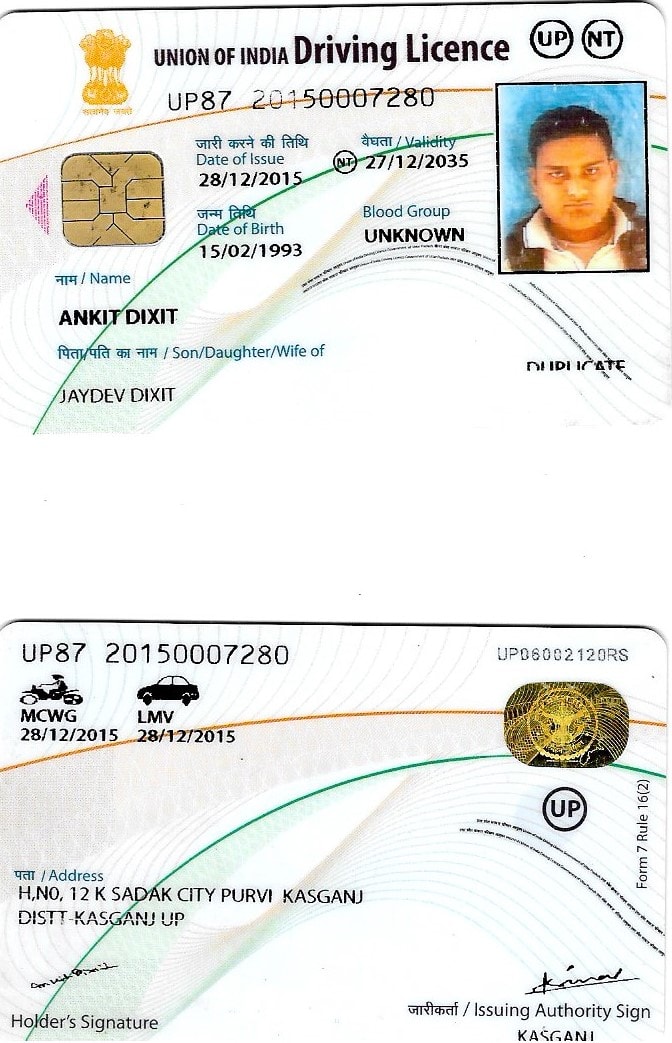 UNION OF INDIA Driving Licence UP NT
सत्यमेव जयते
UP87 20150007280
जारी करने की तिथि
Date of Issue
28/12/2015
वैधता / Validity
NT 27/12/2035
जन्म तिथि
Date of Birth
15/02/1993
Blood Group
UNKNOWN
नाम / Name
ANKIT DIXIT
पिता/पति का नाम / Son/Daughter/Wife of
JAYDEV DIXIT
DUPLICATE
UP87 20150007280
UP06002120RS
MCWG
28/12/2015
LMV
28/12/2015
UP
Form 7 Rule 16(2)
पता / Address
H,N0, 12 K SADAK CITY PURVI KASGANJ
DISTT-KASGANJ UP
Holder's Signature
जारीकर्ता / Issuing Authority Sign
KASGANJ